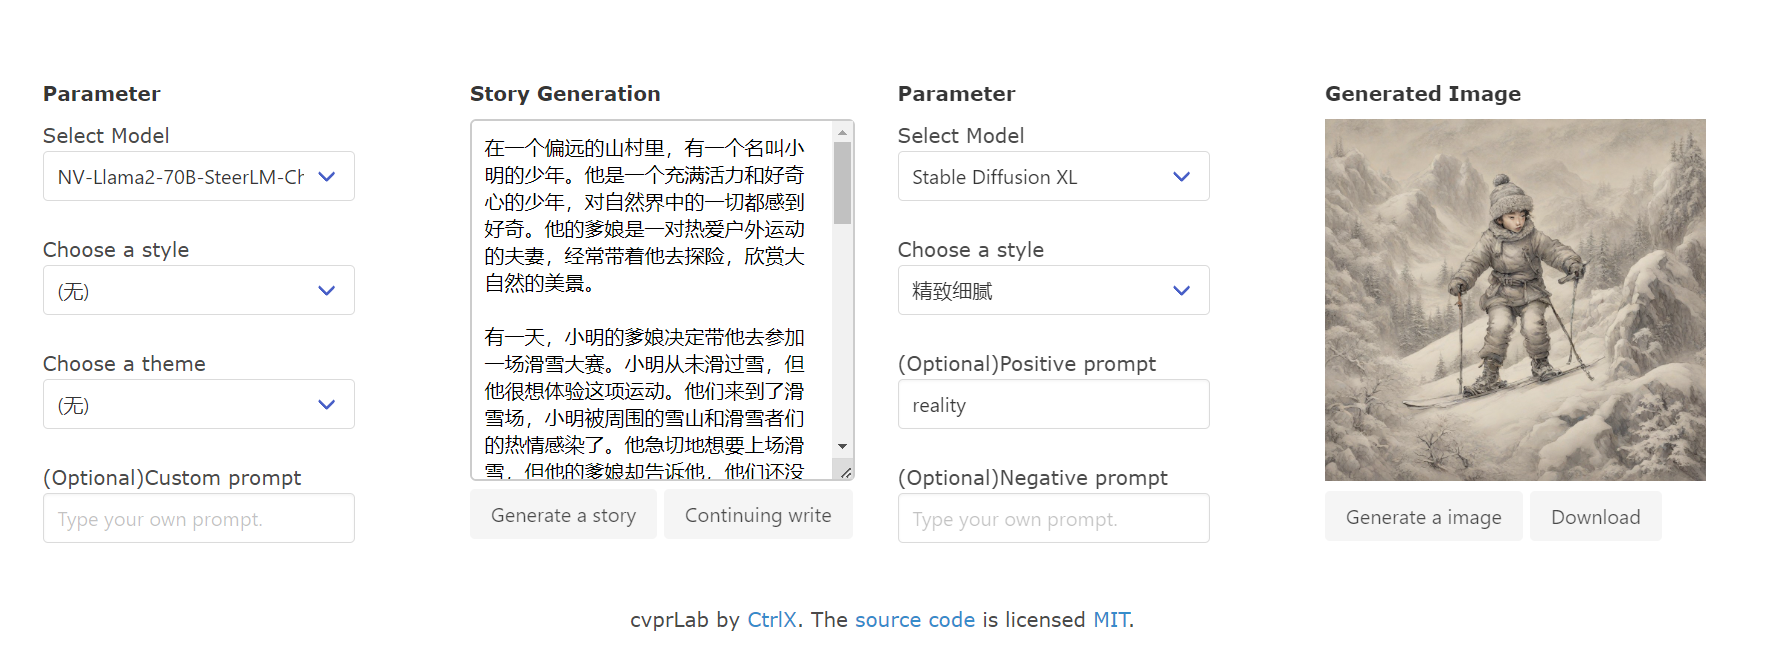 Parameter
Select Model
NV-Llama2-70B-SteerLM-Ch
Choose a style
(无)
Choose a theme
(无)
(Optional)Custom prompt
Type your own prompt.
Story Generation
在一个偏远的山村里，有一个名叫小
明的少年。他是一个充满活力和好奇
心的少年，对自然界中的一切都感到
好奇。他的爹娘是一对热爱户外运动
的夫妻，经常带着他去探险，欣赏大
自然的美景。
有一天，小明的爹娘决定带他去参加
一场滑雪大赛。小明从未滑过雪，但
他很想体验这项运动。他们来到了滑
雪场，小明被周围的雪山和滑雪者们
的热情感染了。他急切地想要上场滑
雪，但他的爹娘却告诉他，他们还没
Generate a story
Continuing write
Parameter
Select Model
Stable Diffusion XL
Choose a style
精致细腻
(Optional)Positive prompt
reality
(Optional)Negative prompt
Type your own prompt.
Generated Image
Generate a image
Download
cvprLab by CtrlX. The source code is licensed MIT.